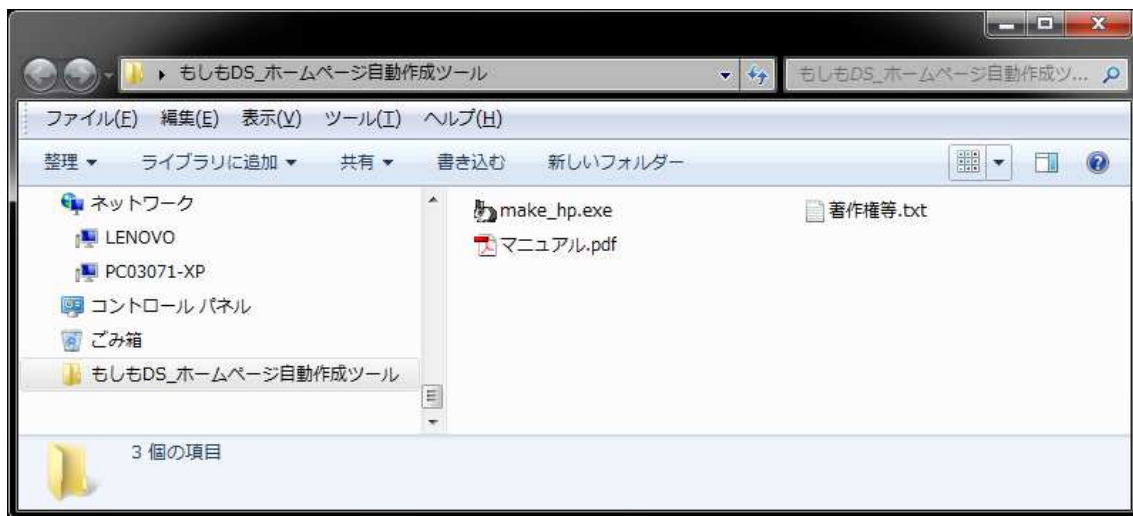 もしもDS_ホームページ自動作成ツール
もしもDS_ホームページ自動作成ツ...
ファイル(F) 編集(E) 表示(V) ツール(T) ヘルプ(H)
整理 ライブラリに追加 共有 書き込む 新しいフォルダー
ネットワーク
LENOVO
PC03071-XP
コントロール パネル
ごみ箱
もしもDS_ホームページ自動作成ツール
make_hp.exe
マニュアル.pdf
著作権等.txt
3 個の項目